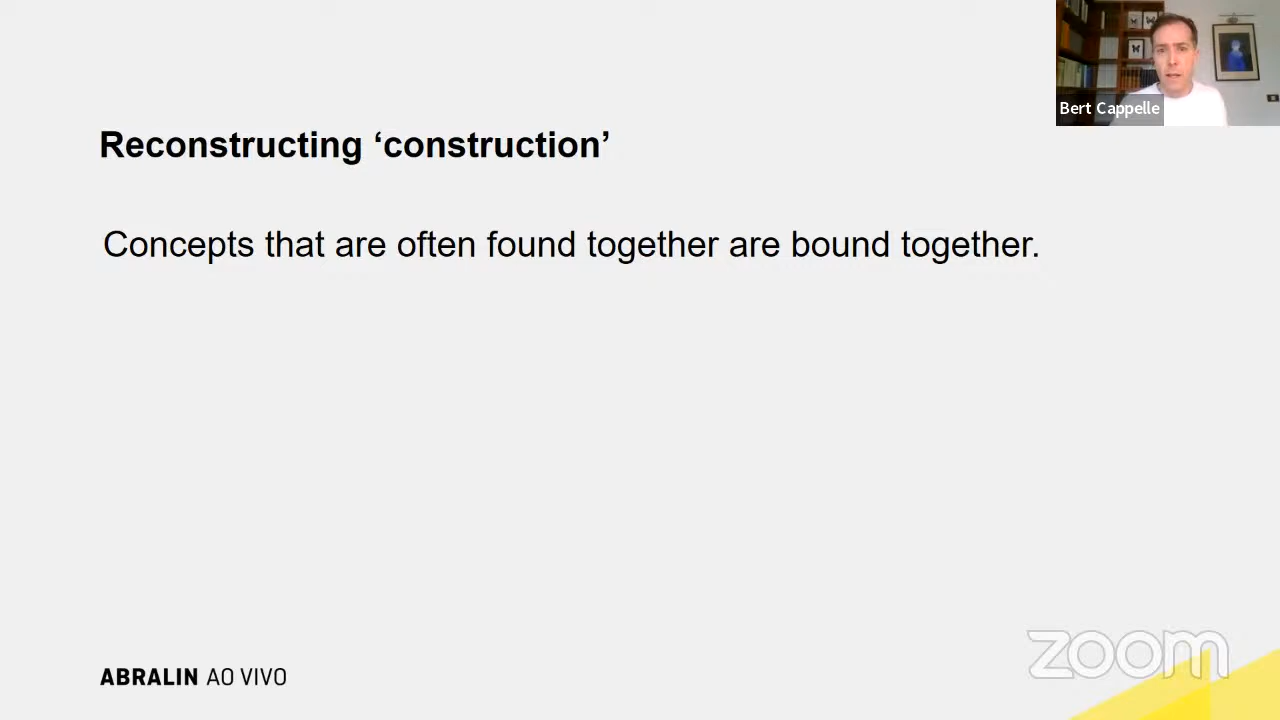 Bert Cappelle
Reconstructing ‘construction’
Concepts that are often found together are bound together.
ABRALIN AO VIVO
zoom